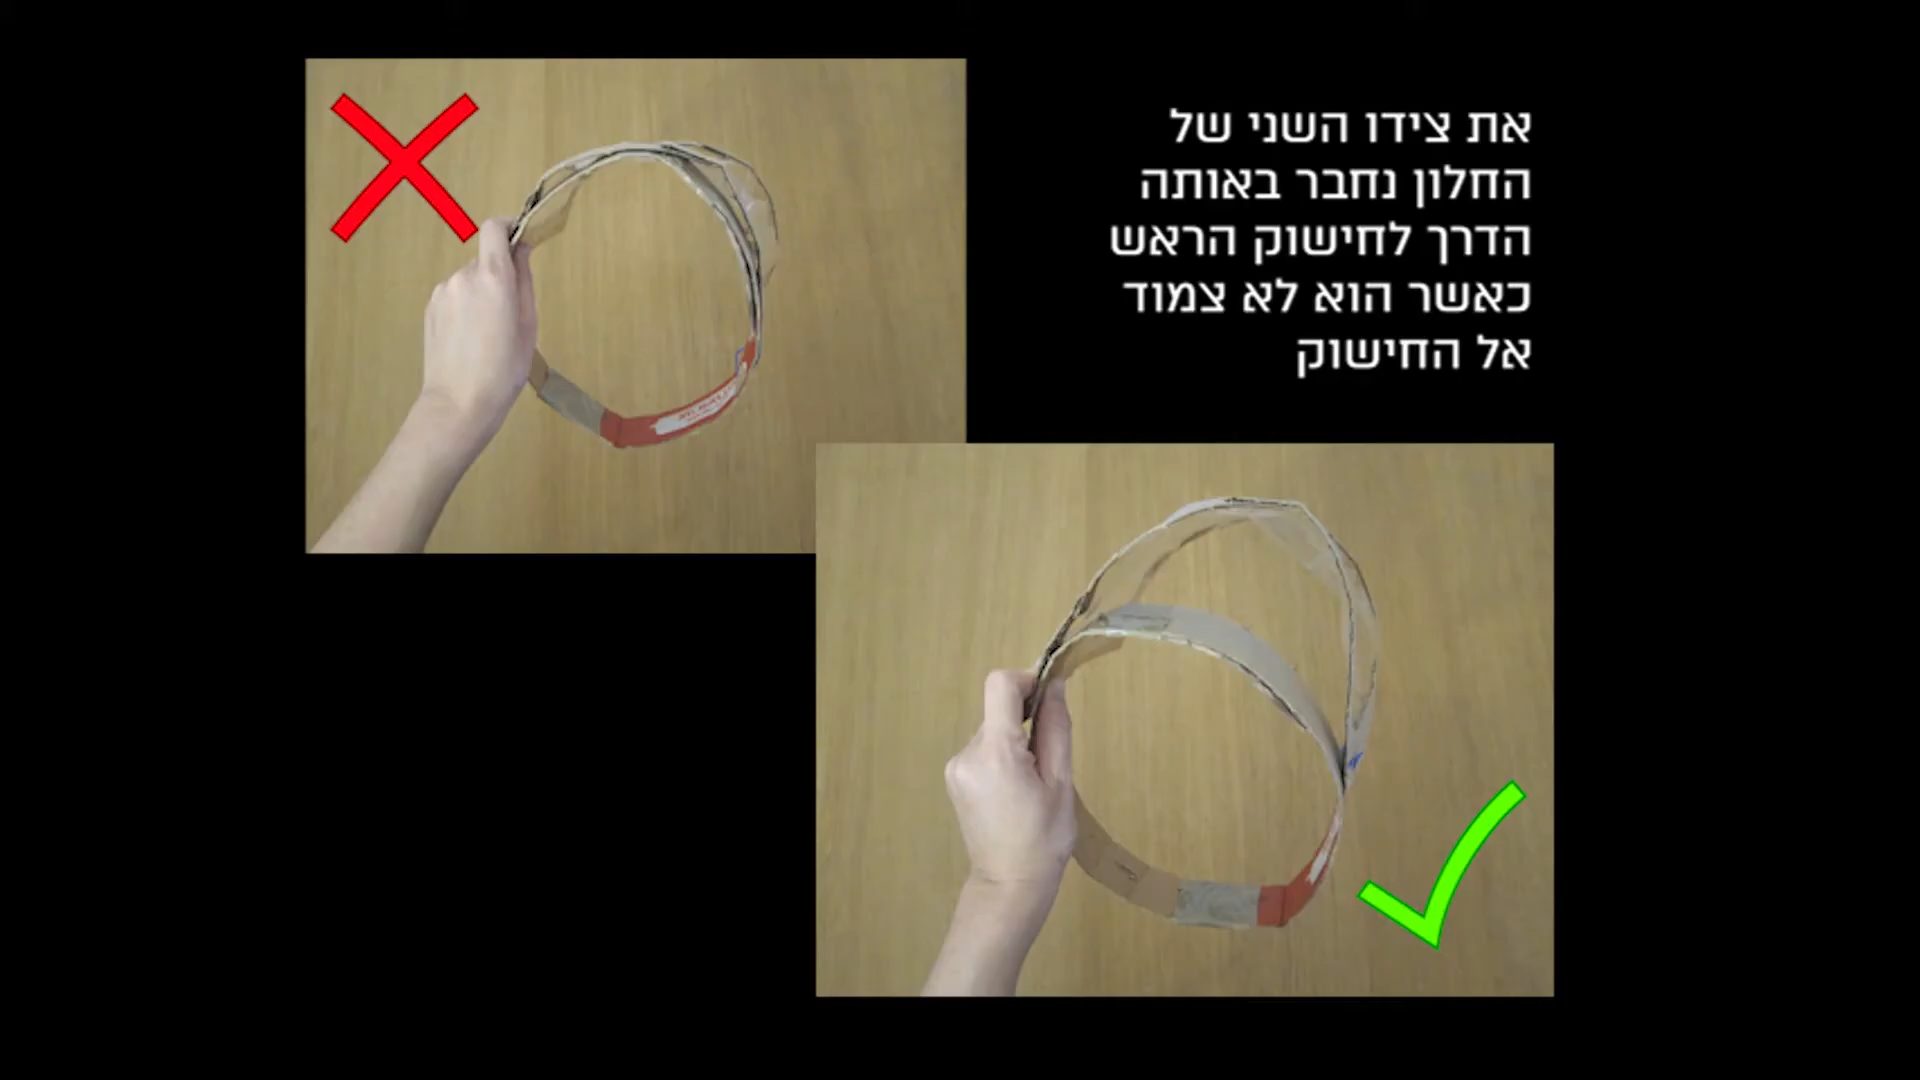 את צידו השני של
החלון נחבר באותה
הדרך לחישוק הראש
כאשר הוא לא צמוד
אל החישוק